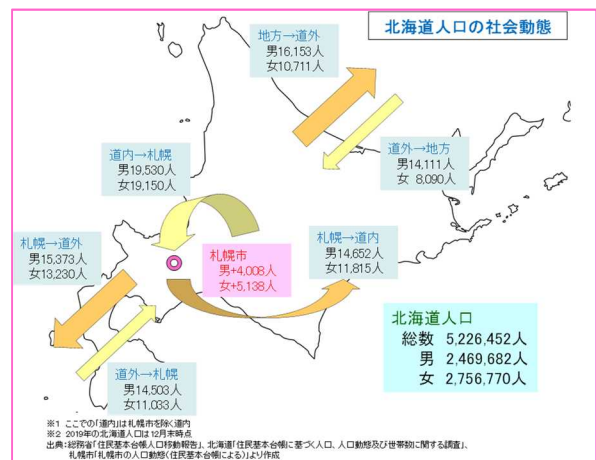 北海道人口の社会動態
地方→道外
男16,153人
女10,711人
道外→地方
男14,111人
女 8,090人
道内→札幌
男19,530人
女19,150人
札幌→道外
男15,373人
女13,230人
札幌市
男+4,008人
女+5,138人
札幌→道内
男14,652人
女11,815人
道外→札幌
男14,503人
女11,033人
北海道人口
総数 5,226,452人
男 2,469,682人
女 2,756,770人
※1 ここでの「道内」は札幌市を除く道内
※2 2019年の北海道人口は12月末時点
出典:総務省「住民基本台帳人口移動報告」、北海道「住民基本台帳に基づく人口、人口動態及び世帯数に関する調査」、
札幌市「札幌市の人口動態(住民基本台帳による)」より作成